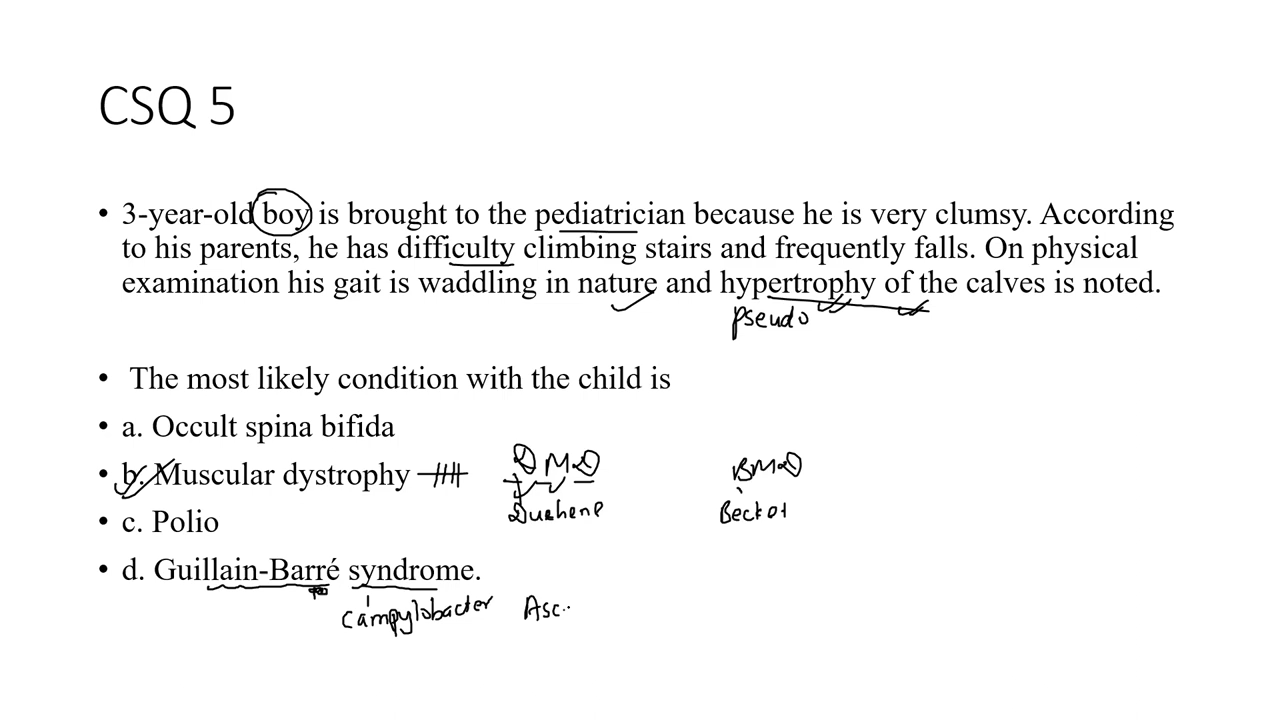 CSQ 5
• 3-year-old boy is brought to the pediatrician because he is very clumsy. According
to his parents, he has difficulty climbing stairs and frequently falls. On physical
examination his gait is waddling in nature and hypertrophy of the calves is noted.
pseudo
• The most likely condition with the child is
• a. Occult spina bifida
• b. Muscular dystrophy DMD BMD
• c. Polio Duchene Becker
• d. Guillain-Barré syndrome.
campylobacter Asc..